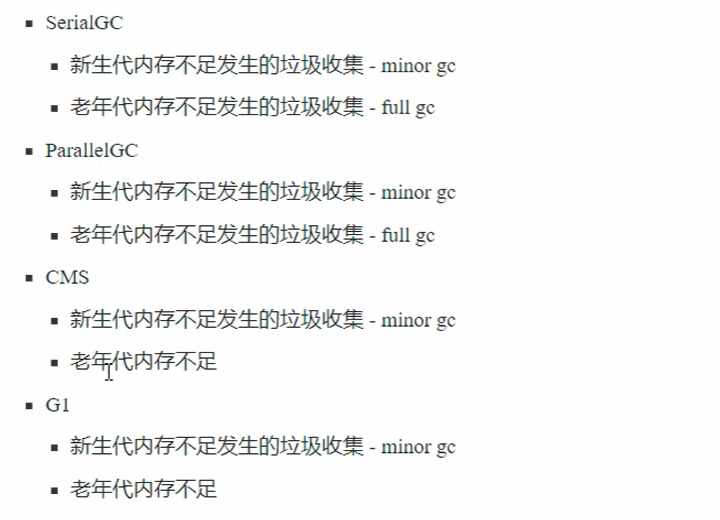 SerialGC
新生代内存不足发生的垃圾收集 - minor gc
老年代内存不足发生的垃圾收集 - full gc
ParallelGC
新生代内存不足发生的垃圾收集 - minor gc
老年代内存不足发生的垃圾收集 - full gc
CMS
新生代内存不足发生的垃圾收集 - minor gc
老年代内存不足
G1
新生代内存不足发生的垃圾收集 - minor gc
老年代内存不足